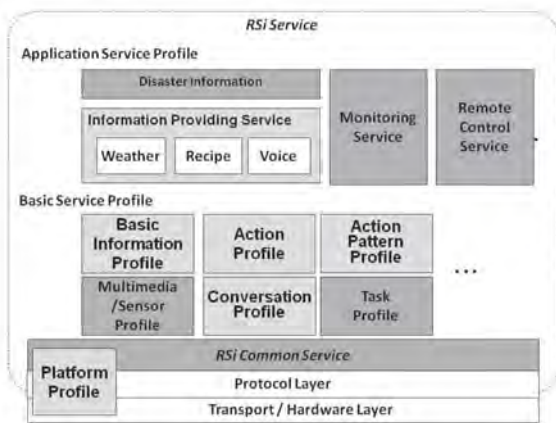 RSi Service
Application Service Profile
Disaster Information
Information Providing Service
Weather
Recipe
Voice
Monitoring
Service
Remote
Control
Service
.
Basic Service Profile
Basic
Information
Profile
Action
Profile
Action
Pattern
Profile
...
Multimedia
/Sensor
Profile
Conversation
Profile
Task
Profile
RSi Common Service
Platform
Profile
Protocol Layer
Transport / Hardware Layer